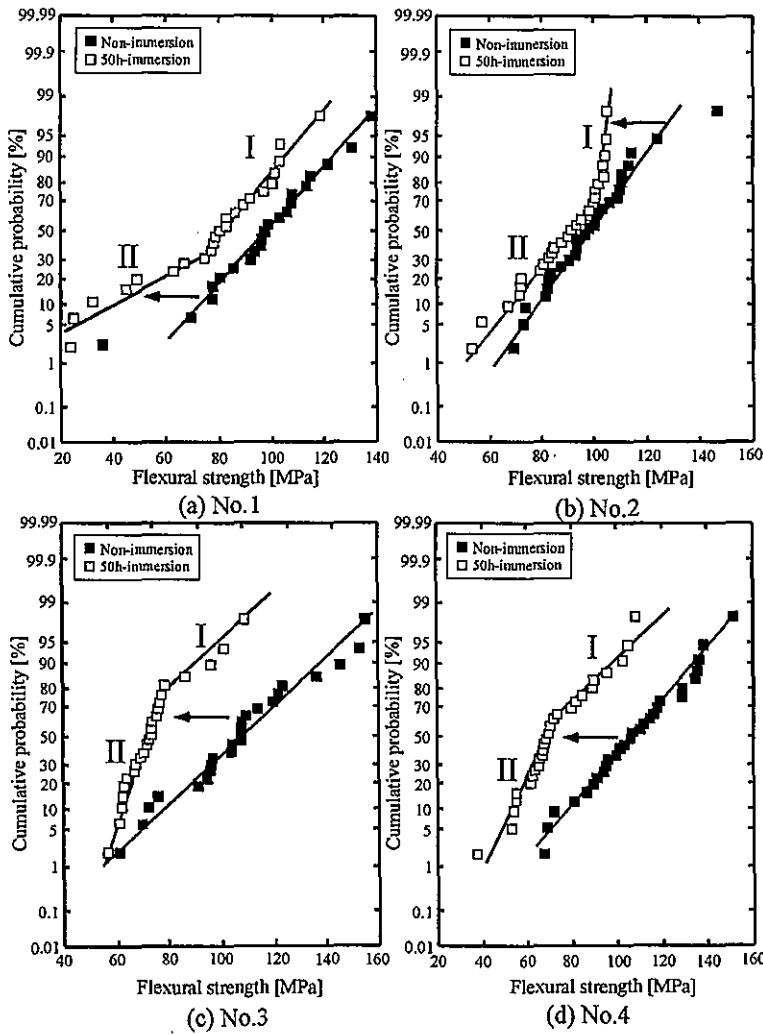 99.99
99.9
99
95
90
80
70
50
30
20
10
5
1
0.1
0.01
Cumulative probability [%]
Non-immersion
50h-immersion
I
II
20 40 60 80 100 120 140
Flexural strength [MPa]
(a) No.1
99.99
99.9
99
95
90
80
70
50
30
20
10
5
1
0.1
0.01
Cumulative probability [%]
Non-immersion
50h-immersion
I
II
40 60 80 100 120 140 160
Flexural strength [MPa]
(b) No.2
99.99
99.9
99
95
90
80
70
50
30
20
10
5
1
0.1
0.01
Cumulative probability [%]
Non-immersion
50h-immersion
I
II
40 60 80 100 120 140 160
Flexural strength [MPa]
(c) No.3
99.99
99.9
99
95
90
80
70
50
30
20
10
5
1
0.1
0.01
Cumulative probability [%]
Non-immersion
50h-immersion
I
II
20 40 60 80 100 120 140 160
Flexural strength [MPa]
(d) No.4